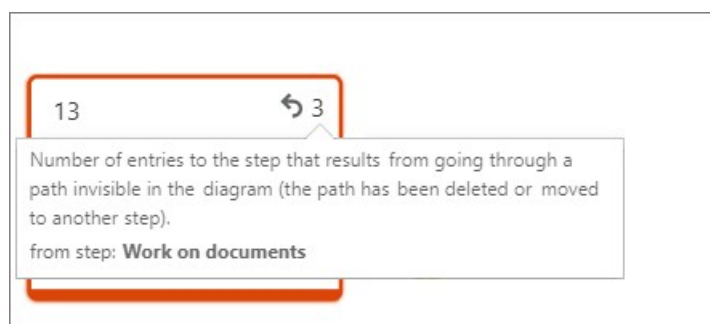 13 3
Number of entries to the step that results from going through a
path invisible in the diagram (the path has been deleted or moved
to another step).
from step: Work on documents